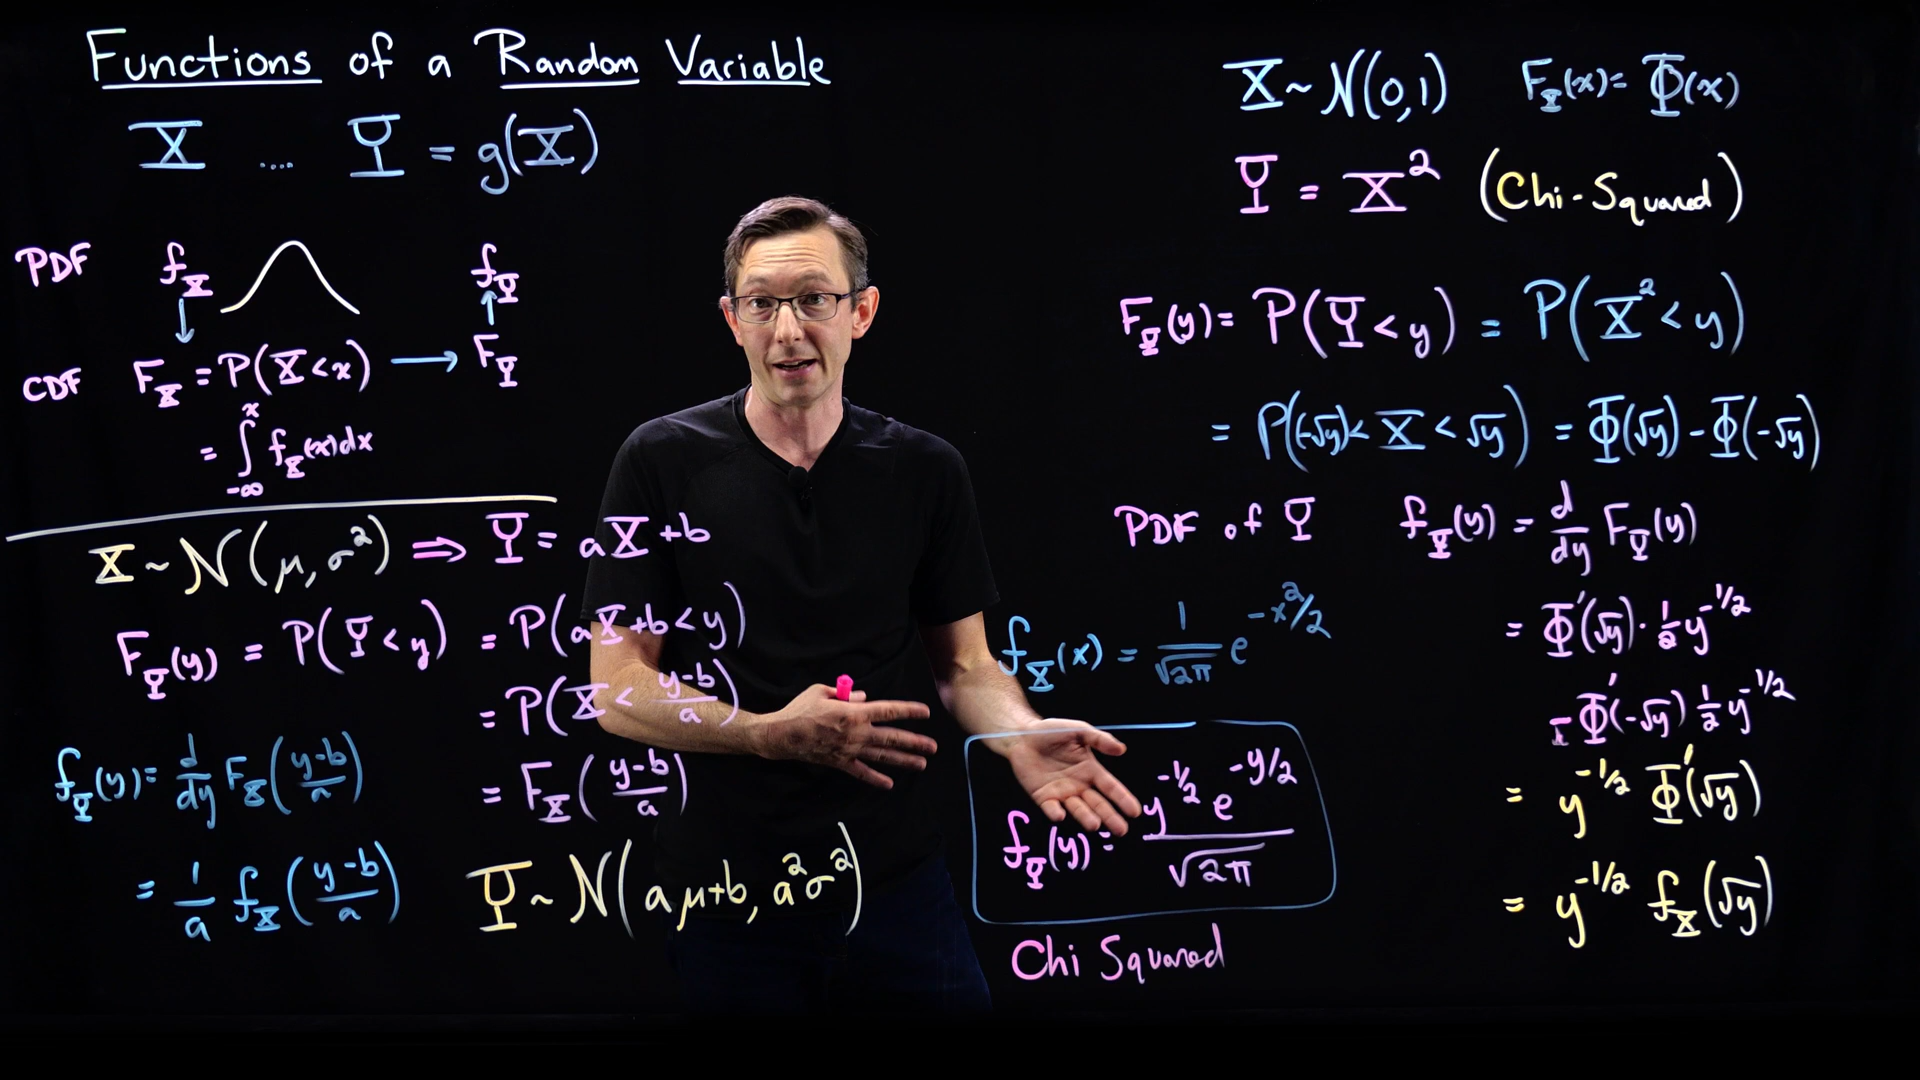 Functions of a Random Variable
X .... Y = g(X)
PDF f_X f_Y
↓ ↑
CDF F_X = P(X < x) → F_Y
= ∫_{-∞}^{x} f_X(x)dx
X ~ N(μ, σ²) ⇒ Y = aX + b
F_Y(y) = P(Y < y) = P(aX+b < y)
= P(X < (y-b)/a)
= F_X((y-b)/a)
f_Y(y) = d/dy F_X((y-b)/a)
= 1/a f_X((y-b)/a)
Y ~ N(aμ+b, a²σ²)
X ~ N(0,1) F_X(x) = Φ(x)
Y = X² (Chi-Squared)
F_Y(y) = P(Y < y) = P(X² < y)
= P(-√y < X < √y) = Φ(√y) - Φ(-√y)
PDF of Y f_Y(y) = d/dy F_Y(y)
f_X(x) = 1/√2π e^{-x²/2}
= Φ'(√y) · 1/2 y^{-1/2}
- Φ'(-√y) 1/2 y^{-1/2}
= y^{-1/2} Φ'(√y)
= y^{-1/2} f_X(√y)
f_Y(y) = y^{-1/2} e^{-y/2} / √2π
Chi Squared